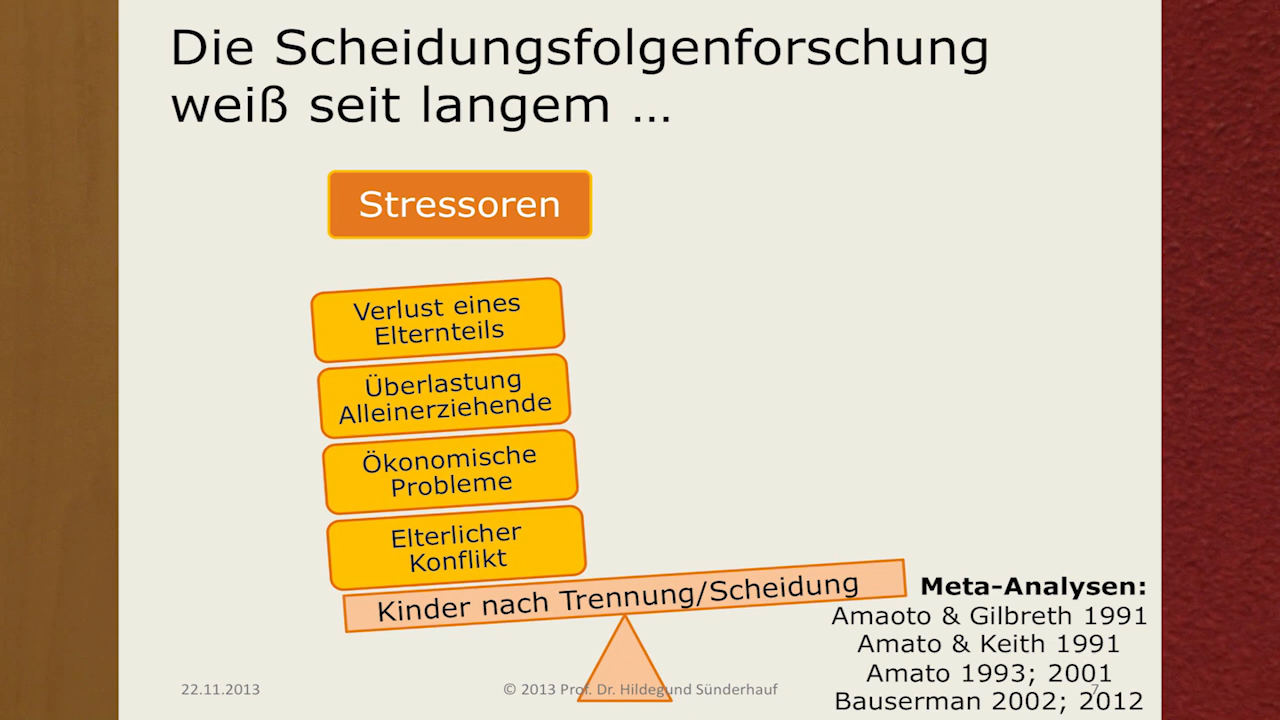 Die Scheidungsfolgenforschung
weiß seit langem …
Stressoren
Verlust eines
Elternteils
Überlastung
Alleinerziehende
Ökonomische
Probleme
Elterlicher
Konflikt
Kinder nach Trennung/Scheidung
Meta-Analysen:
Amaoto & Gilbreth 1991
Amato & Keith 1991
Amato 1993; 2001
Bauserman 2002; 2012
22.11.2013
© 2013 Prof. Dr. Hildegund Sünderhauf
7